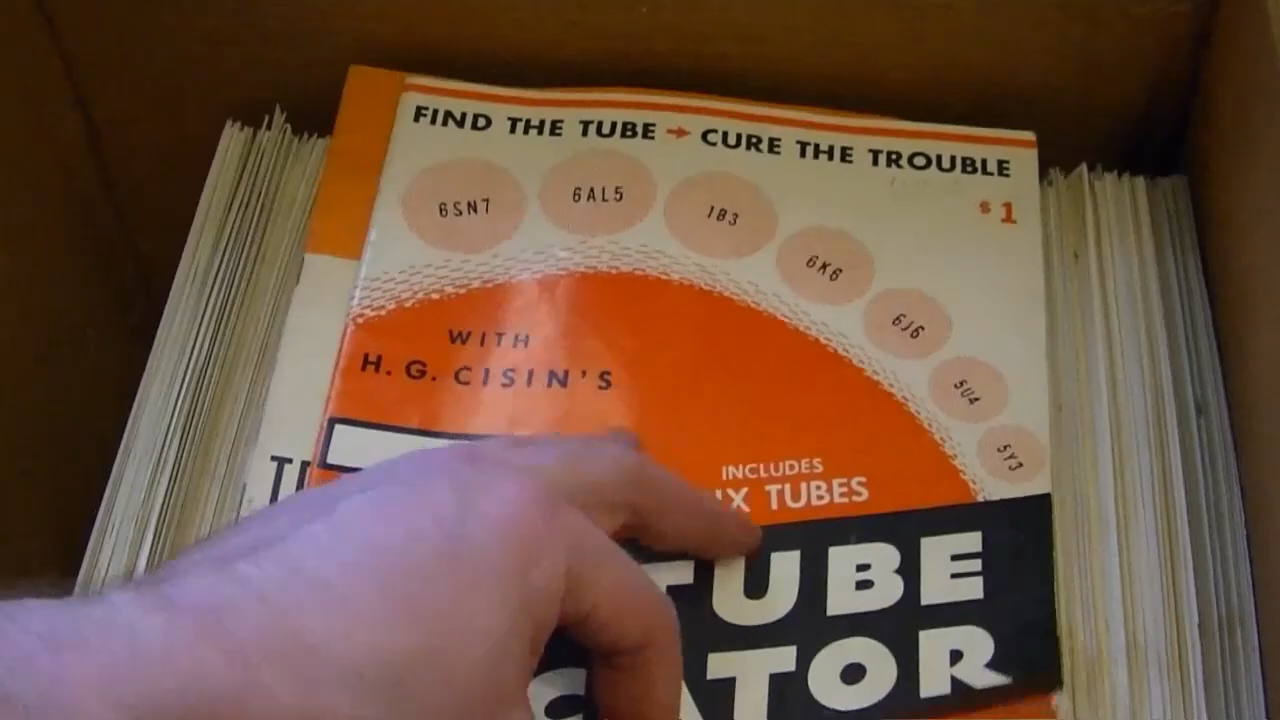 FIND THE TUBE → CURE THE TROUBLE
$1
6SN7
6AL5
1B3
6K6
6J6
5U4
5Y3
WITH
H. G. CISIN'S
INCLUDES
TUBES
TUBE